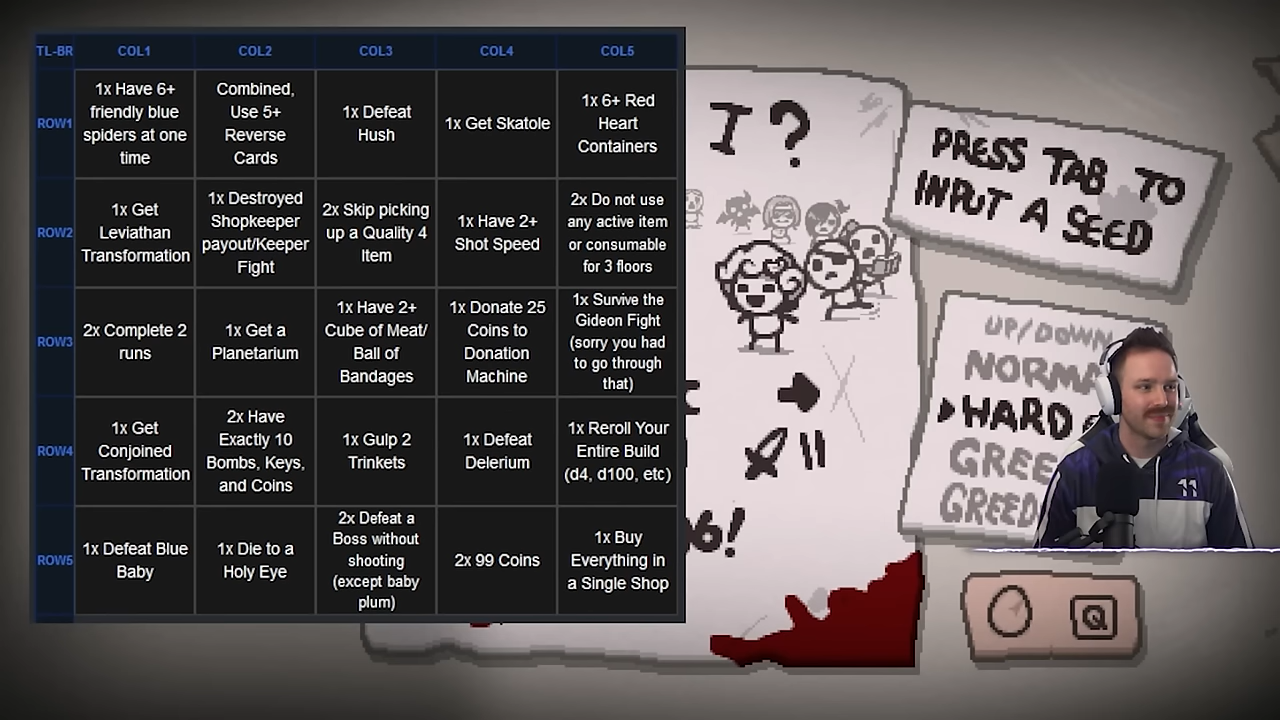 TL-BR COL1 COL2 COL3 COL4 COL5
ROW1
1x Have 6+
friendly blue
spiders at one
time
Combined,
Use 5+
Reverse
Cards
1x Defeat
Hush
1x Get Skatole
1x 6+ Red
Heart
Containers
ROW2
1x Get
Leviathan
Transformation
1x Destroyed
Shopkeeper
payout/Keeper
Fight
2x Skip picking
up a Quality 4
Item
1x Have 2+
Shot Speed
2x Do not use
any active item
or consumable
for 3 floors
ROW3
2x Complete 2
runs
1x Get a
Planetarium
1x Have 2+
Cube of Meat/
Ball of
Bandages
1x Donate 25
Coins to
Donation
Machine
1x Survive the
Gideon Fight
(sorry you had
to go through
that)
ROW4
1x Get
Conjoined
Transformation
2x Have
Exactly 10
Bombs, Keys,
and Coins
1x Gulp 2
Trinkets
1x Defeat
Delerium
1x Reroll Your
Entire Build
(d4, d100, etc)
ROW5
1x Defeat Blue
Baby
1x Die to a
Holy Eye
2x Defeat a
Boss without
shooting
(except baby
plum)
2x 99 Coins
1x Buy
Everything in
a Single Shop
I?
PRESS TAB TO
INPUT A SEED
UP/DOWN
HARD
Q
11